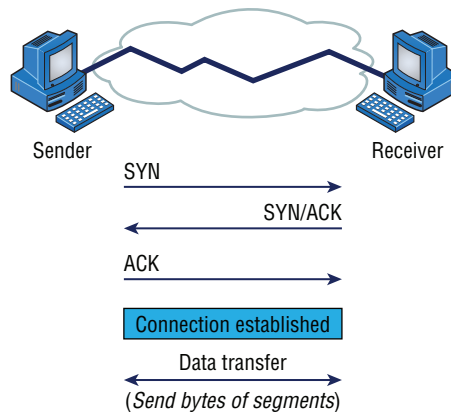 Sender
Receiver
SYN
SYN/ACK
ACK
Connection established
Data transfer
(Send bytes of segments)